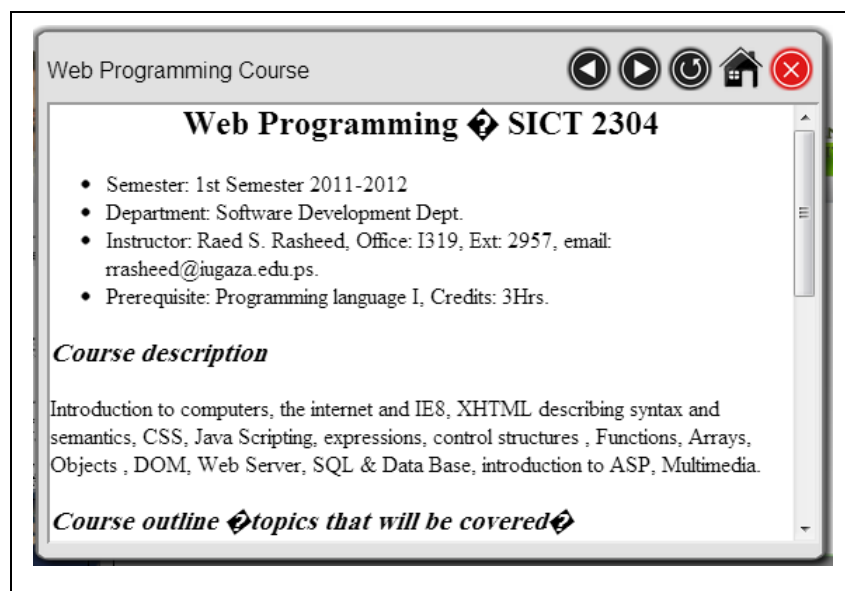 Web Programming Course
Web Programming � SICT 2304
• Semester: 1st Semester 2011-2012
• Department: Software Development Dept.
• Instructor: Raed S. Rasheed, Office: I319, Ext: 2957, email:
rrasheed@iugaza.edu.ps.
• Prerequisite: Programming language I, Credits: 3Hrs.
Course description
Introduction to computers, the internet and IE8, XHTML describing syntax and
semantics, CSS, Java Scripting, expressions, control structures , Functions, Arrays,
Objects , DOM, Web Server, SQL & Data Base, introduction to ASP, Multimedia.
Course outline �topics that will be covered�